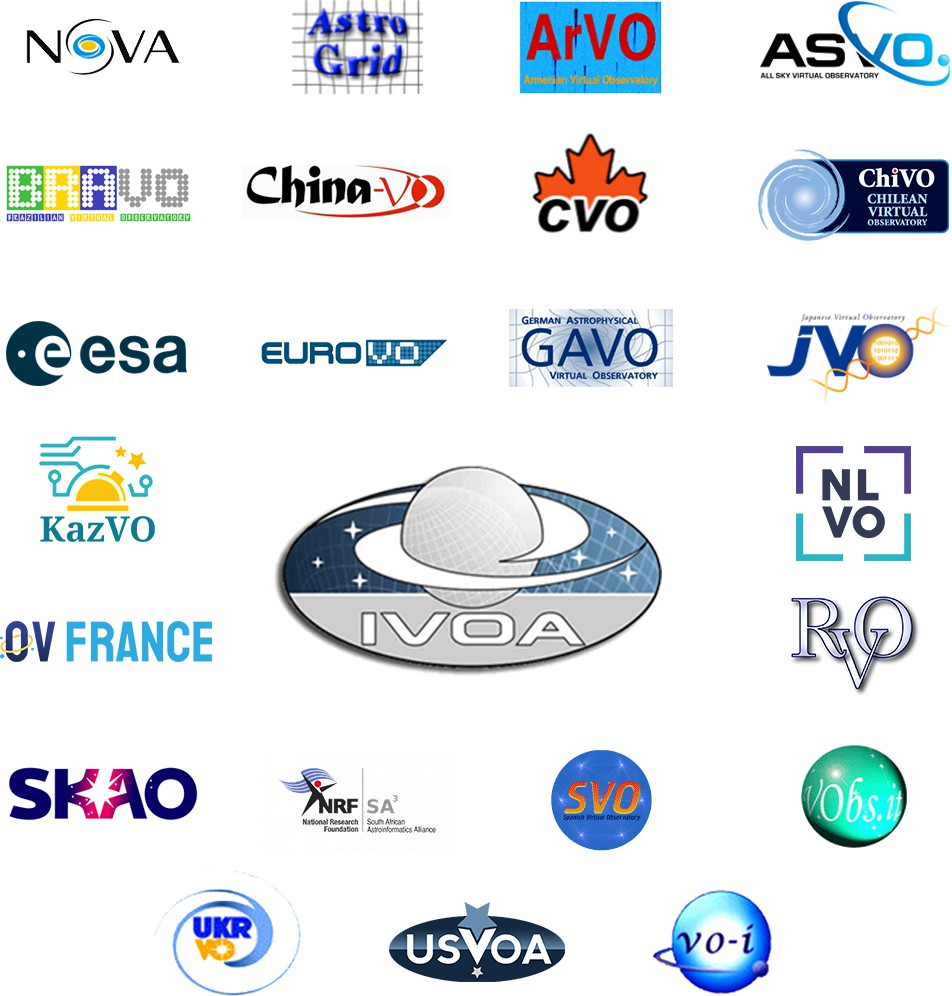 NOVA
Astro
Grid
ArVO
Armenian Virtual Observatory
ASVO.
ALL SKY VIRTUAL OBSERVATORY
BRAVO
BRAZILIAN VIRTUAL OBSERVATORY
China-VO
CVO
ChiVO
CHILEAN
VIRTUAL
OBSERVATORY
esa
EURO VO
GERMAN ASTROPHYSICAL
GAVO
VIRTUAL OBSERVATORY
Japanese Virtual Observatory
JVO
1001010
1010110
100111
KazVO
NL
VO
IVOA
OV FRANCE
RVO
SKAO
NRF
National Research
Foundation
SA³
South African
Astroinformatics Alliance
SVO
Spanish Virtual Observatory
VObs.it
UKR
VO
USVOA
vo-i